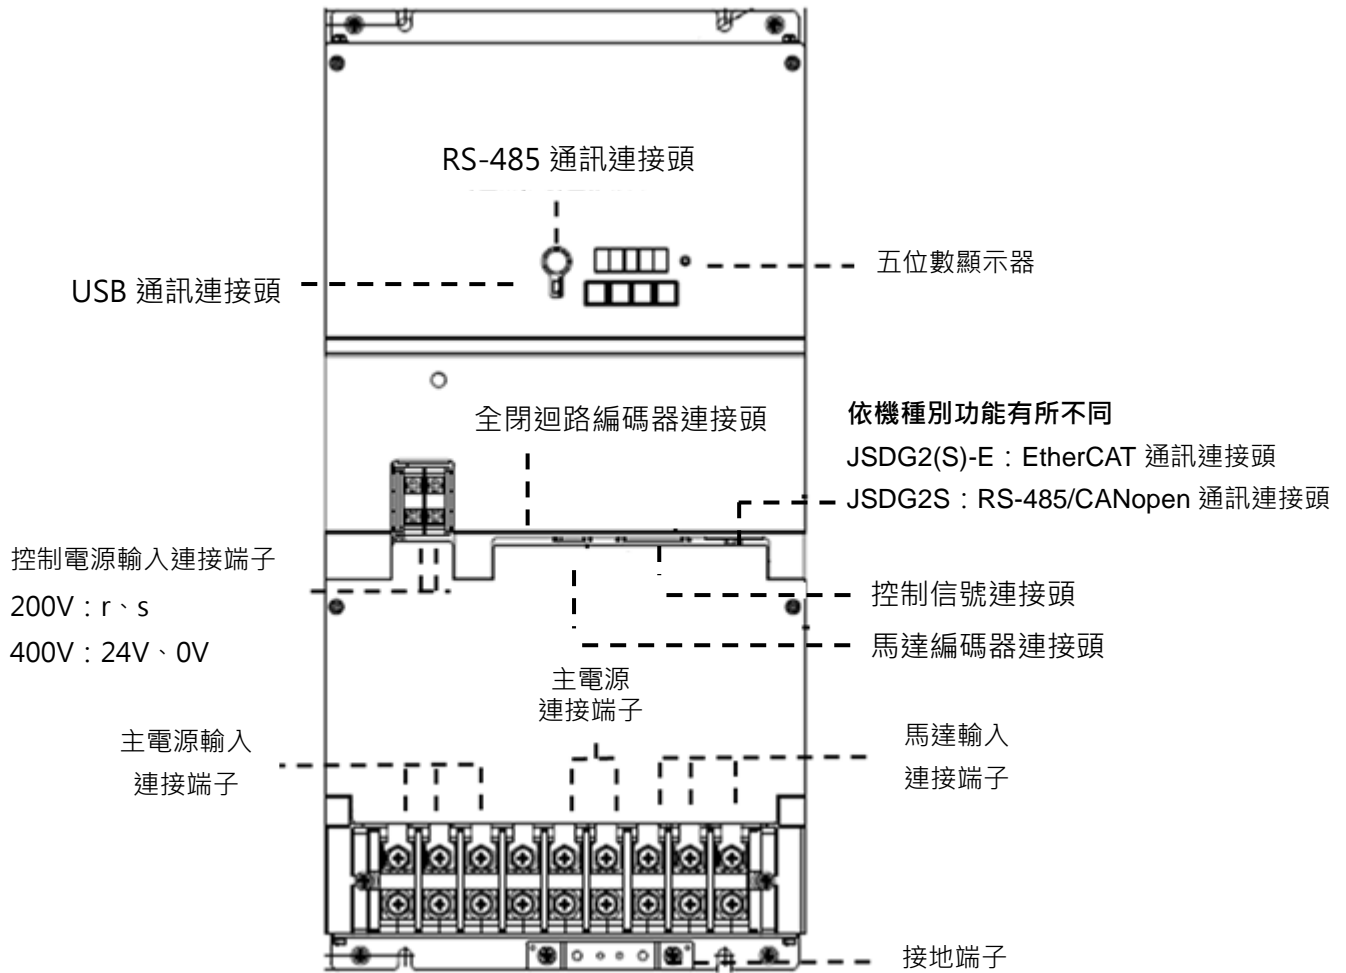 RS-485 通訊連接頭
五位數顯示器
USB 通訊連接頭
全閉迴路編碼器連接頭
依機種別功能有所不同
JSDG2(S)-E：EtherCAT 通訊連接頭
JSDG2S：RS-485/CANopen 通訊連接頭
控制電源輸入連接端子
200V：r、s
400V：24V、0V
控制信號連接頭
馬達編碼器連接頭
主電源
連接端子
主電源輸入
連接端子
馬達輸入
連接端子
接地端子